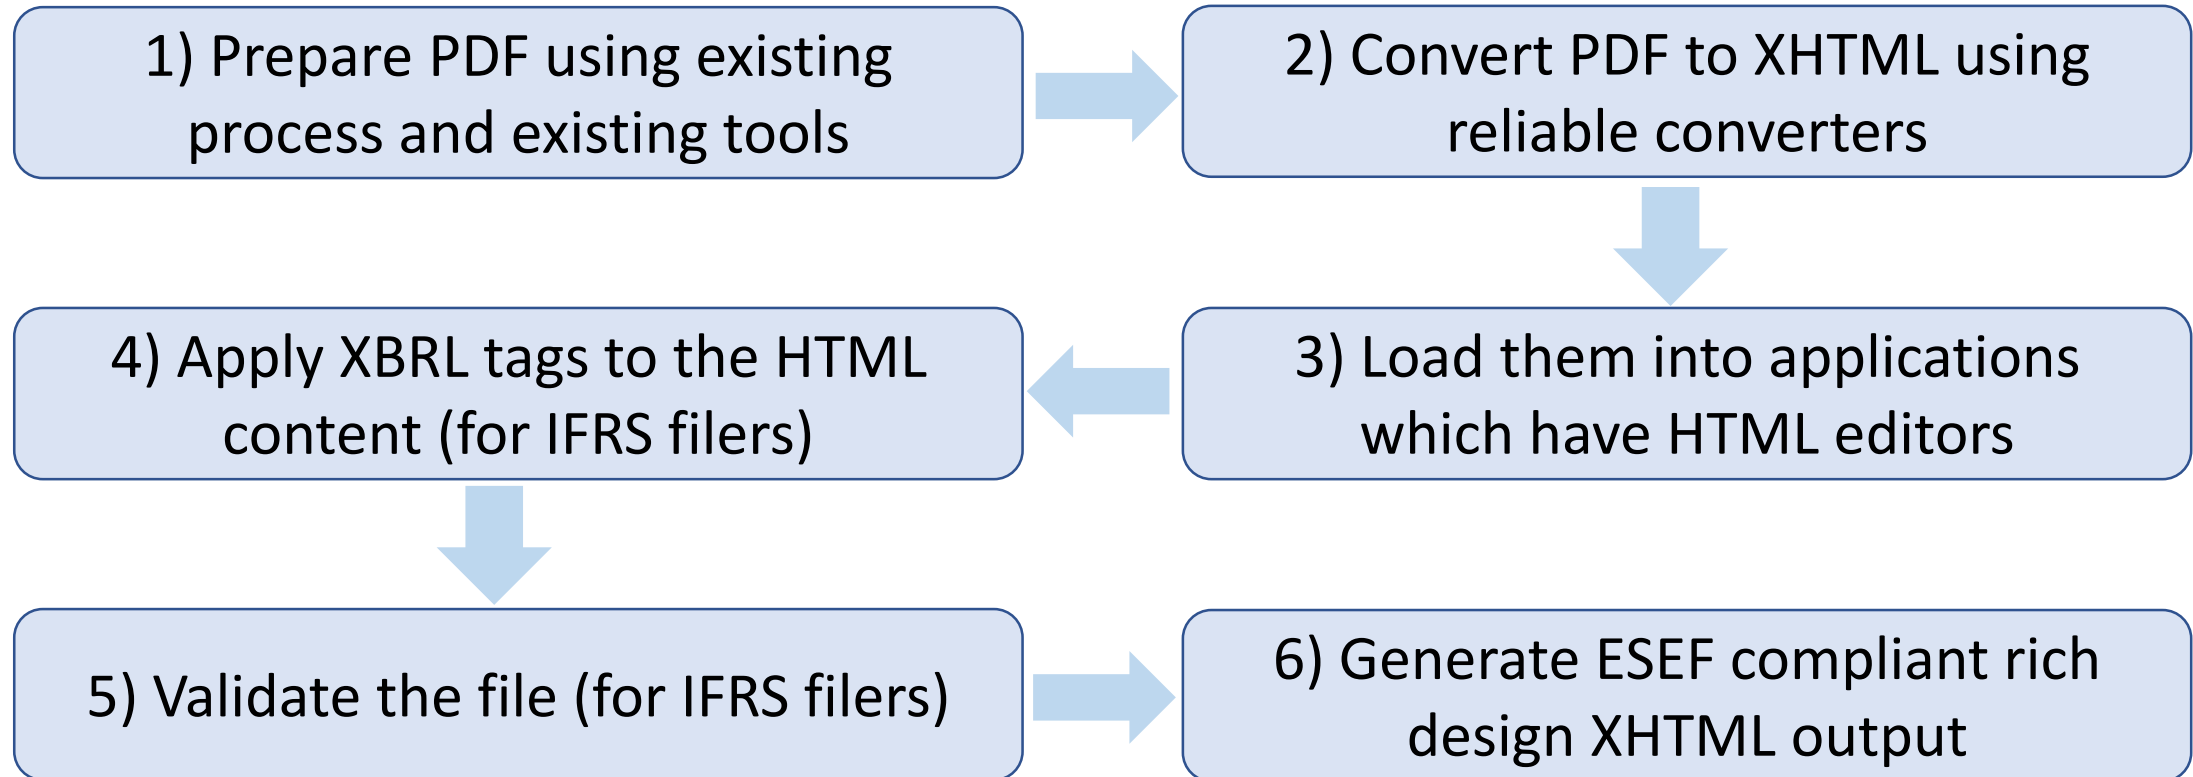 1) Prepare PDF using existing
process and existing tools
2) Convert PDF to XHTML using
reliable converters
3) Load them into applications
which have HTML editors
4) Apply XBRL tags to the HTML
content (for IFRS filers)
5) Validate the file (for IFRS filers)
6) Generate ESEF compliant rich
design XHTML output